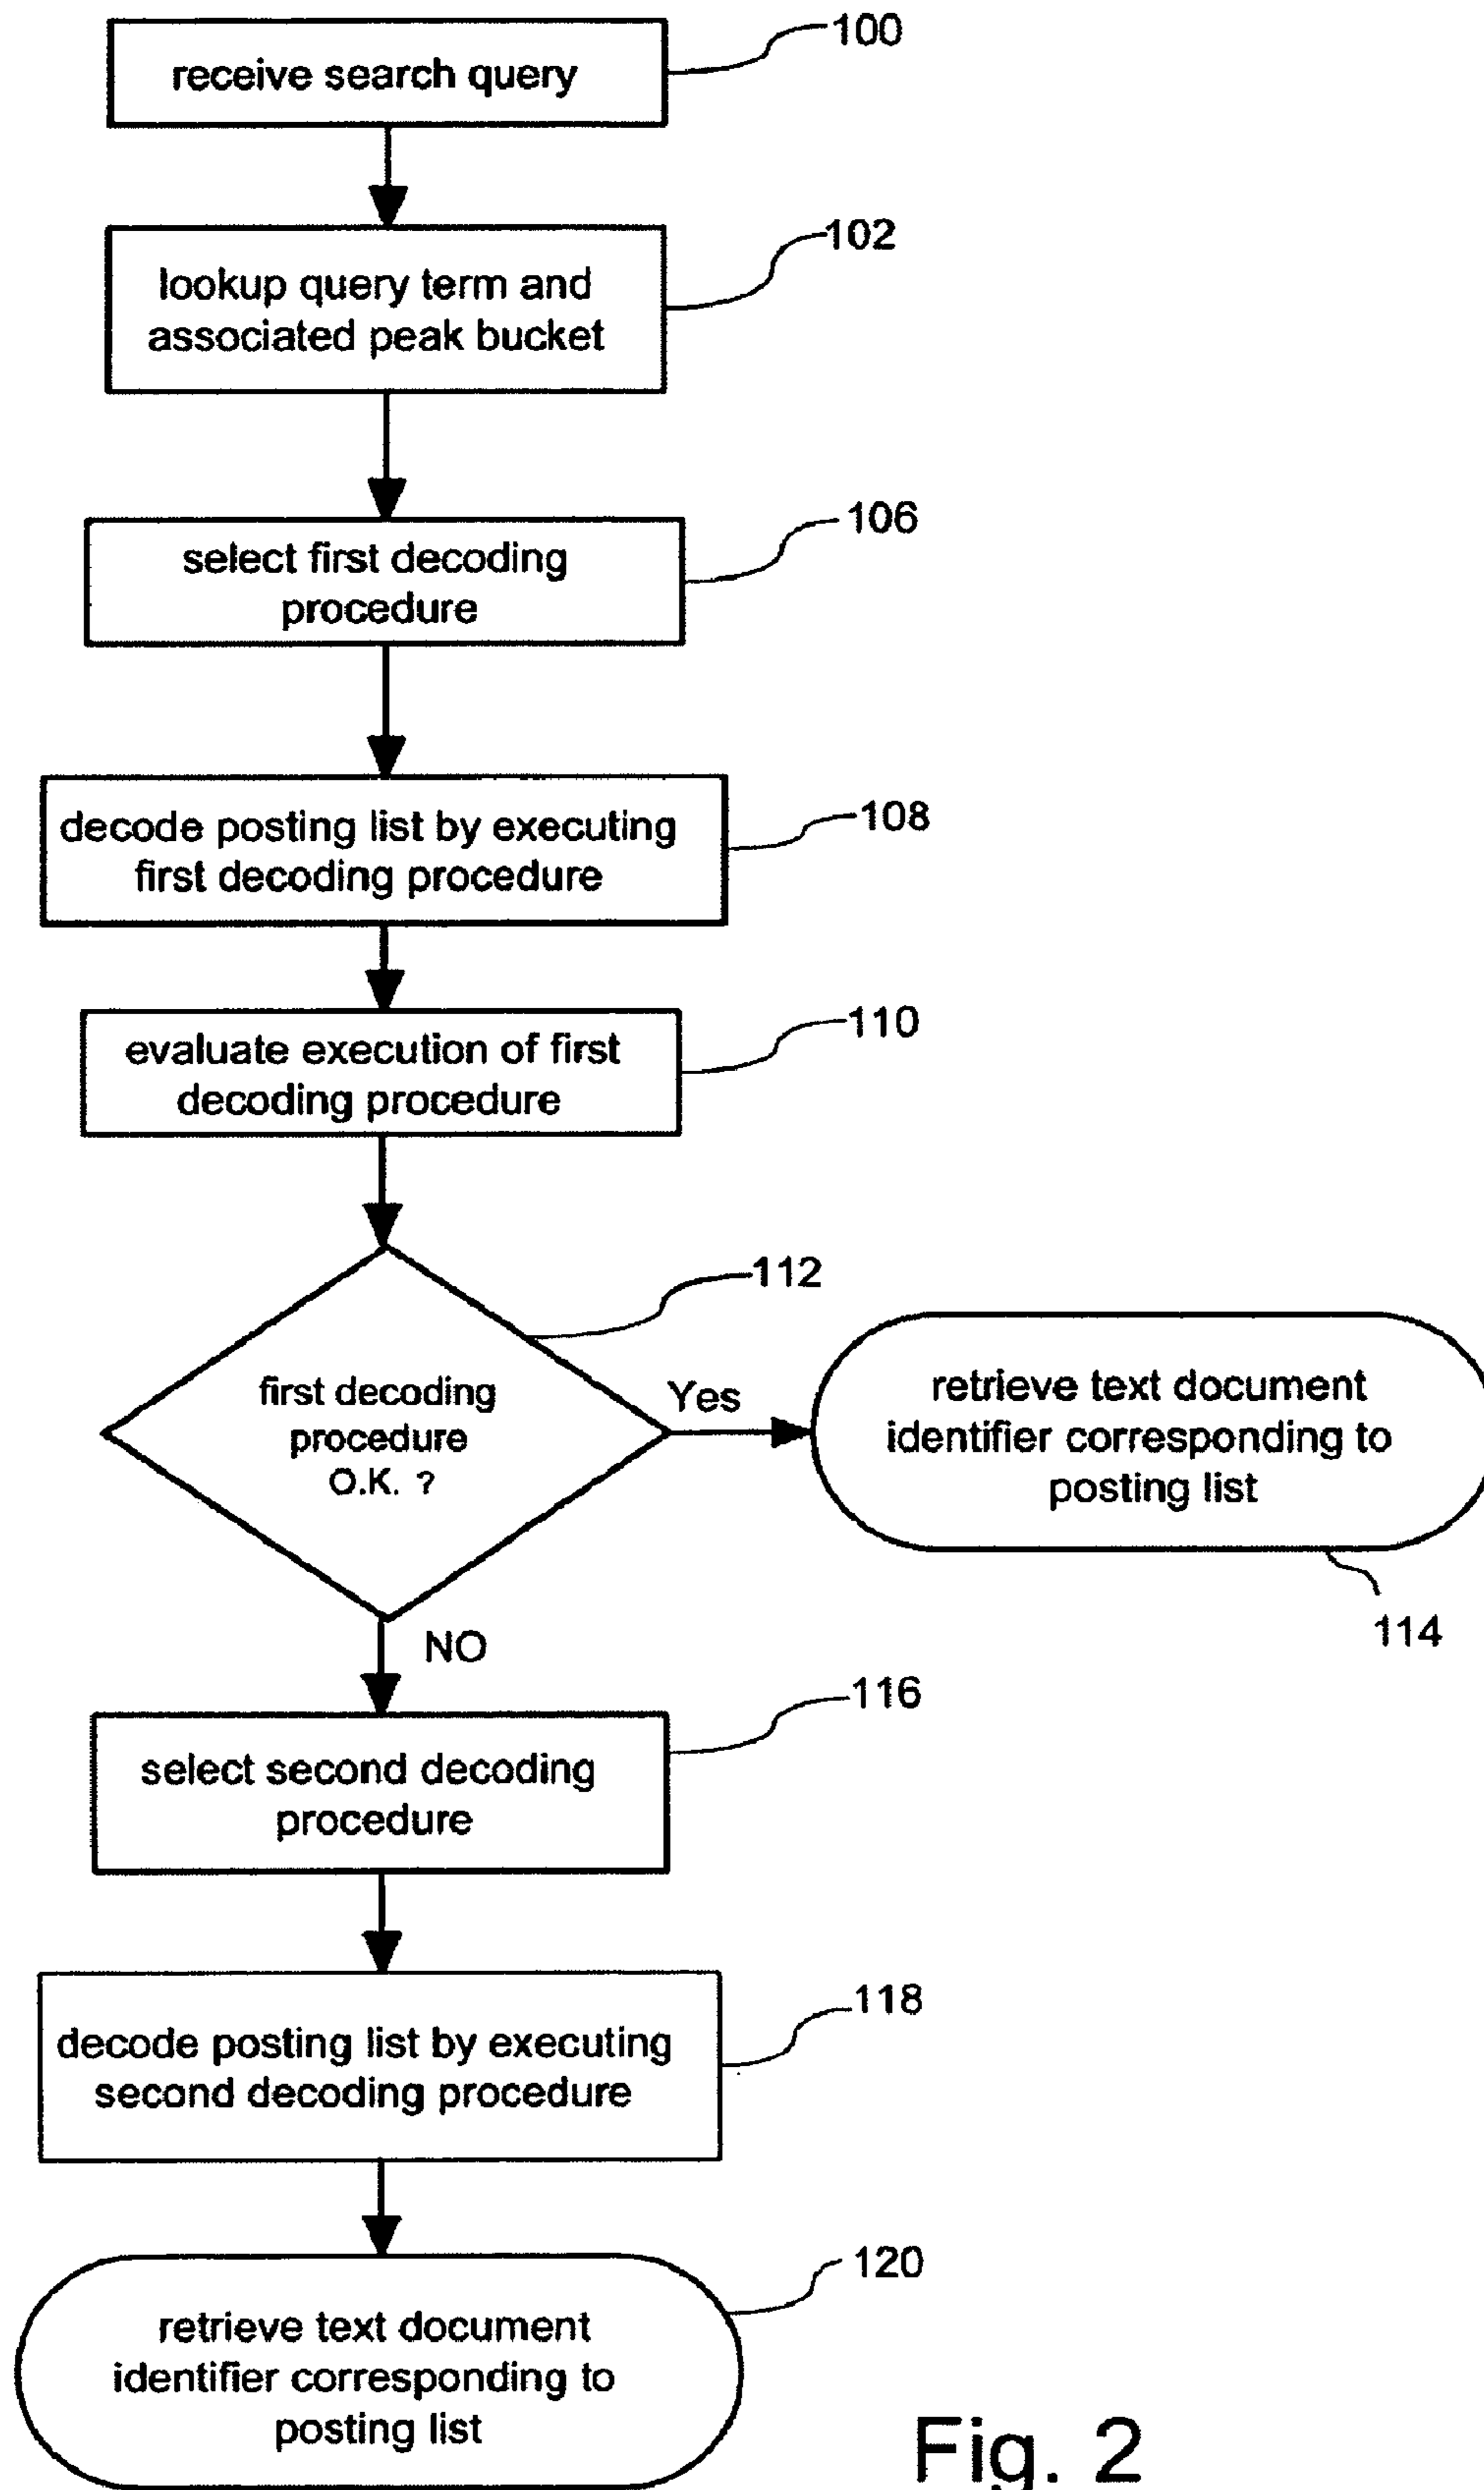 receive search query
100
lookup query term and
associated peak bucket
102
select first decoding
procedure
106
decode posting list by executing
first decoding procedure
108
evaluate execution of first
decoding procedure
110
first decoding
procedure
O.K. ?
112
Yes
retrieve text document
identifier corresponding to
posting list
114
NO
select second decoding
procedure
116
decode posting list by executing
second decoding procedure
118
retrieve text document
identifier corresponding to
posting list
120
Fig. 2